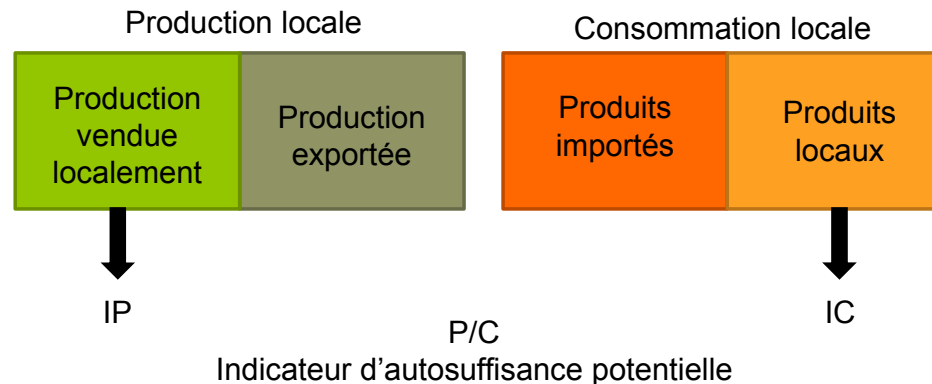 Production locale
Consommation locale
Production
vendue
localement
Production
exportée
Produits
importés
Produits
locaux
IP
IC
P/C
Indicateur d’autosuffisance potentielle